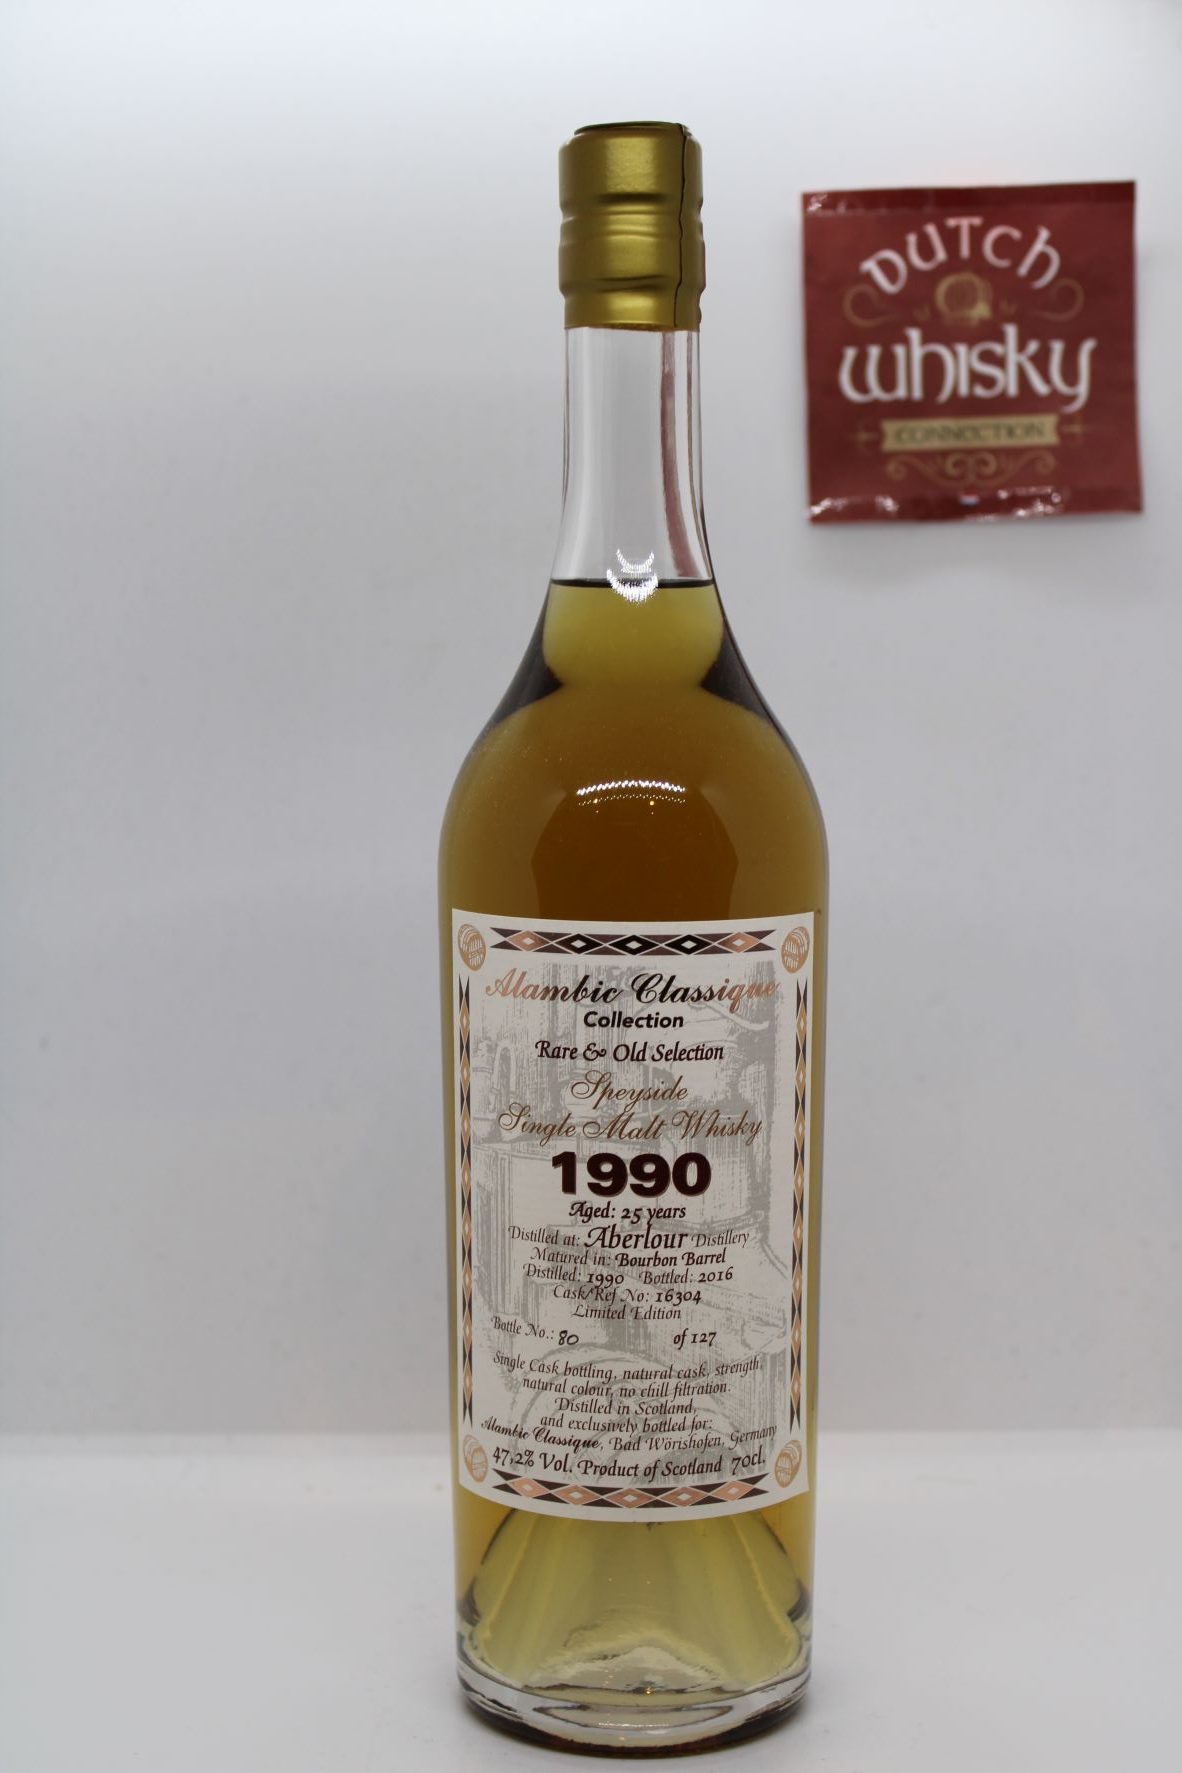 DUTCH
whisky
CONNECTION
Alambic Classique
Collection
Rare & Old Selection
Speyside
Single Malt Whisky
1990
Aged: 25 years
Distilled at: Aberlour Distillery
Matured in: Bourbon Barrel
Distilled: 1990 Bottled: 2016
Cask/Ref No: 16304
Limited Edition
Bottle No.: 80 of 127
Single Cask bottling, natural cask, strength,
natural colour, no chill filtration.
Distilled in Scotland,
and exclusively bottled for:
Alambic Classique, Bad Wörishofen, Germany
47,2% Vol. Product of Scotland 70cl.